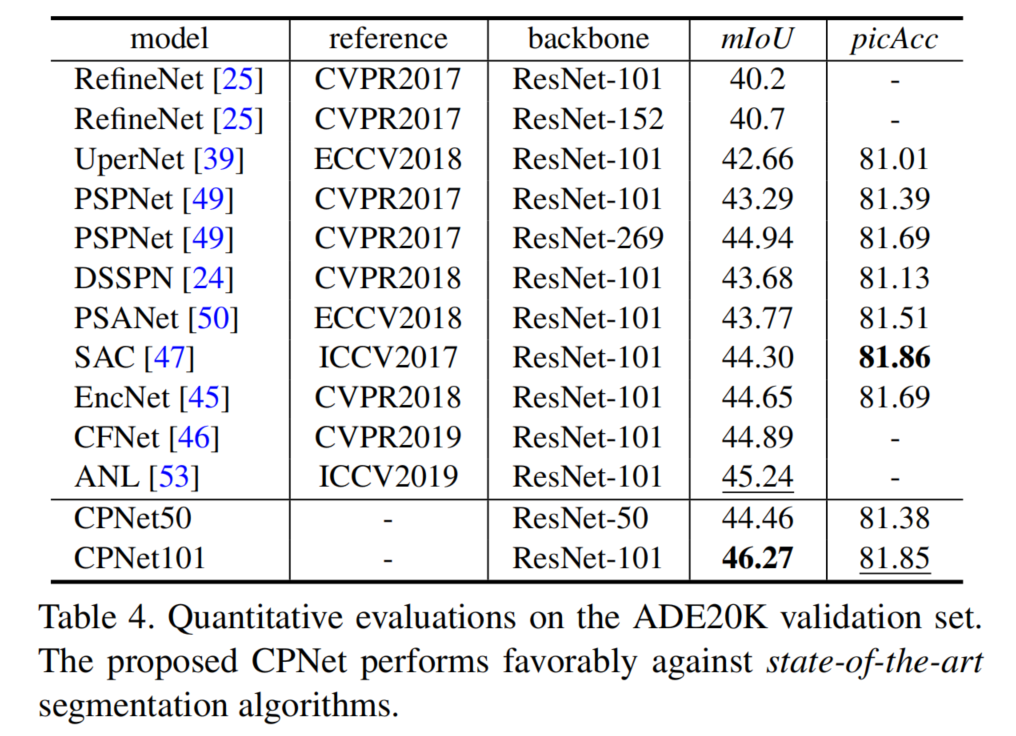 model reference backbone mIoU picAcc
RefineNet [25] CVPR2017 ResNet-101 40.2 -
RefineNet [25] CVPR2017 ResNet-152 40.7 -
UperNet [39] ECCV2018 ResNet-101 42.66 81.01
PSPNet [49] CVPR2017 ResNet-101 43.29 81.39
PSPNet [49] CVPR2017 ResNet-269 44.94 81.69
DSSPN [24] CVPR2018 ResNet-101 43.68 81.13
PSANet [50] ECCV2018 ResNet-101 43.77 81.51
SAC [47] ICCV2017 ResNet-101 44.30 81.86
EncNet [45] CVPR2018 ResNet-101 44.65 81.69
CFNet [46] CVPR2019 ResNet-101 44.89 -
ANL [53] ICCV2019 ResNet-101 45.24 -
CPNet50 - ResNet-50 44.46 81.38
CPNet101 - ResNet-101 46.27 81.85
Table 4. Quantitative evaluations on the ADE20K validation set.
The proposed CPNet performs favorably against state-of-the-art
segmentation algorithms.